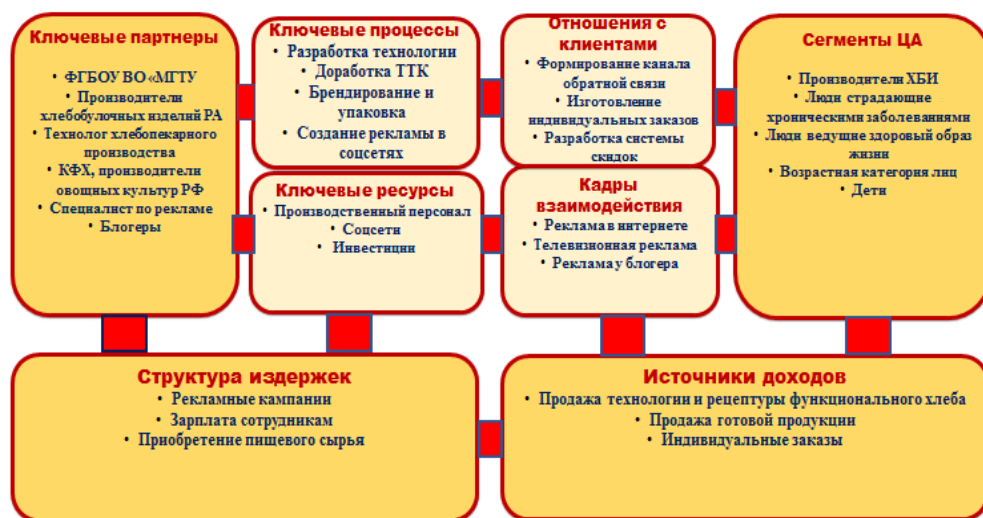 Ключевые партнеры
• ФГБОУ ВО «МГТУ
• Производители
хлебобулочных изделий РА
• Технолог хлебопекарного
производства
• КФХ, производители
овощных культур РФ
• Специалист по рекламе
• Блогеры
Ключевые процессы
• Разработка технологии
• Доработка ТТК
• Брендирование и
упаковка
• Создание рекламы в
соцсетях
Ключевые ресурсы
• Производственный персонал
• Соцсети
• Инвестиции
Отношения с
клиентами
• Формирование канала
обратной связи
• Изготовление
индивидуальных заказов
• Разработка системы
скидок
Кадры
взаимодействия
• Реклама в интернете
• Телевизионная реклама
• Реклама у блогера
Сегменты ЦА
• Производители ХБИ
• Люди страдающие
хроническими заболеваниями
• Люди ведущие здоровый образ
жизни
• Возрастная категория лиц
• Дети
Структура издержек
• Рекламные кампании
• Зарплата сотрудникам
• Приобретение пищевого сырья
Источники доходов
• Продажа технологии и рецептуры функционального хлеба
• Продажа готовой продукции
• Индивидуальные заказы